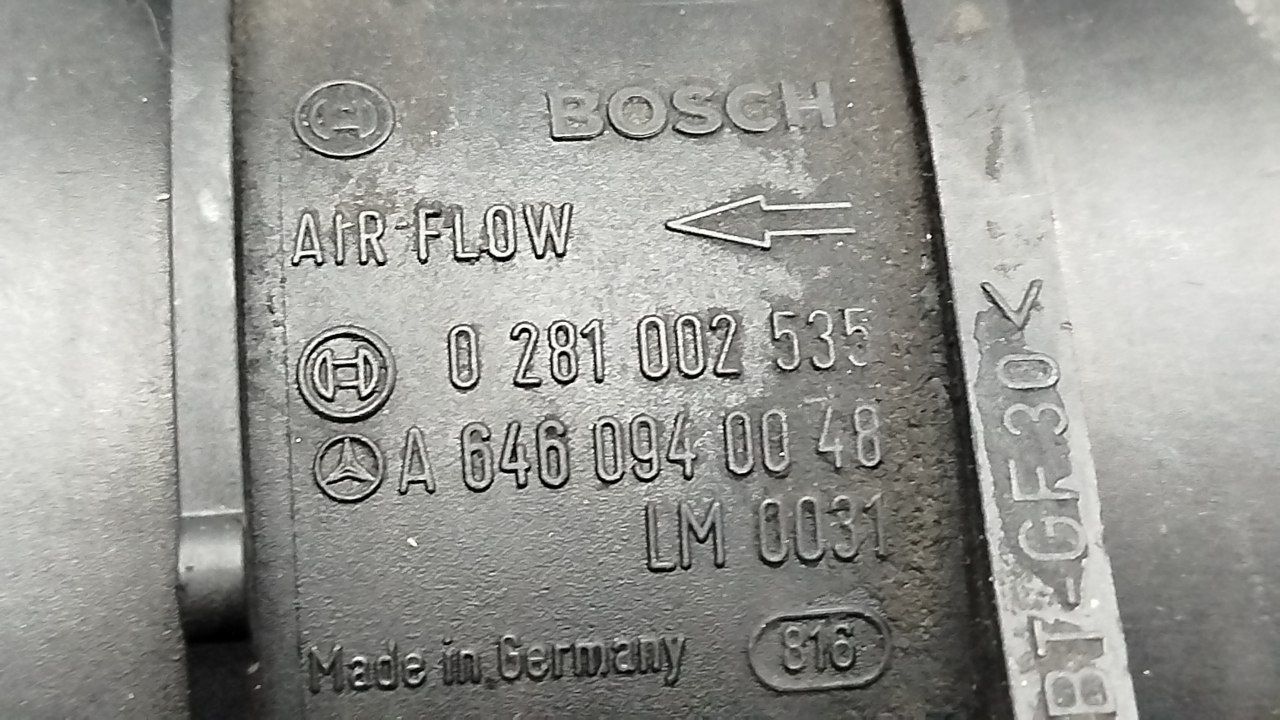 BOSCH
AIR FLOW
0 281 002 535
A 646 094 00 48
LM 0031
Made in Germany 816
BT-GF30<